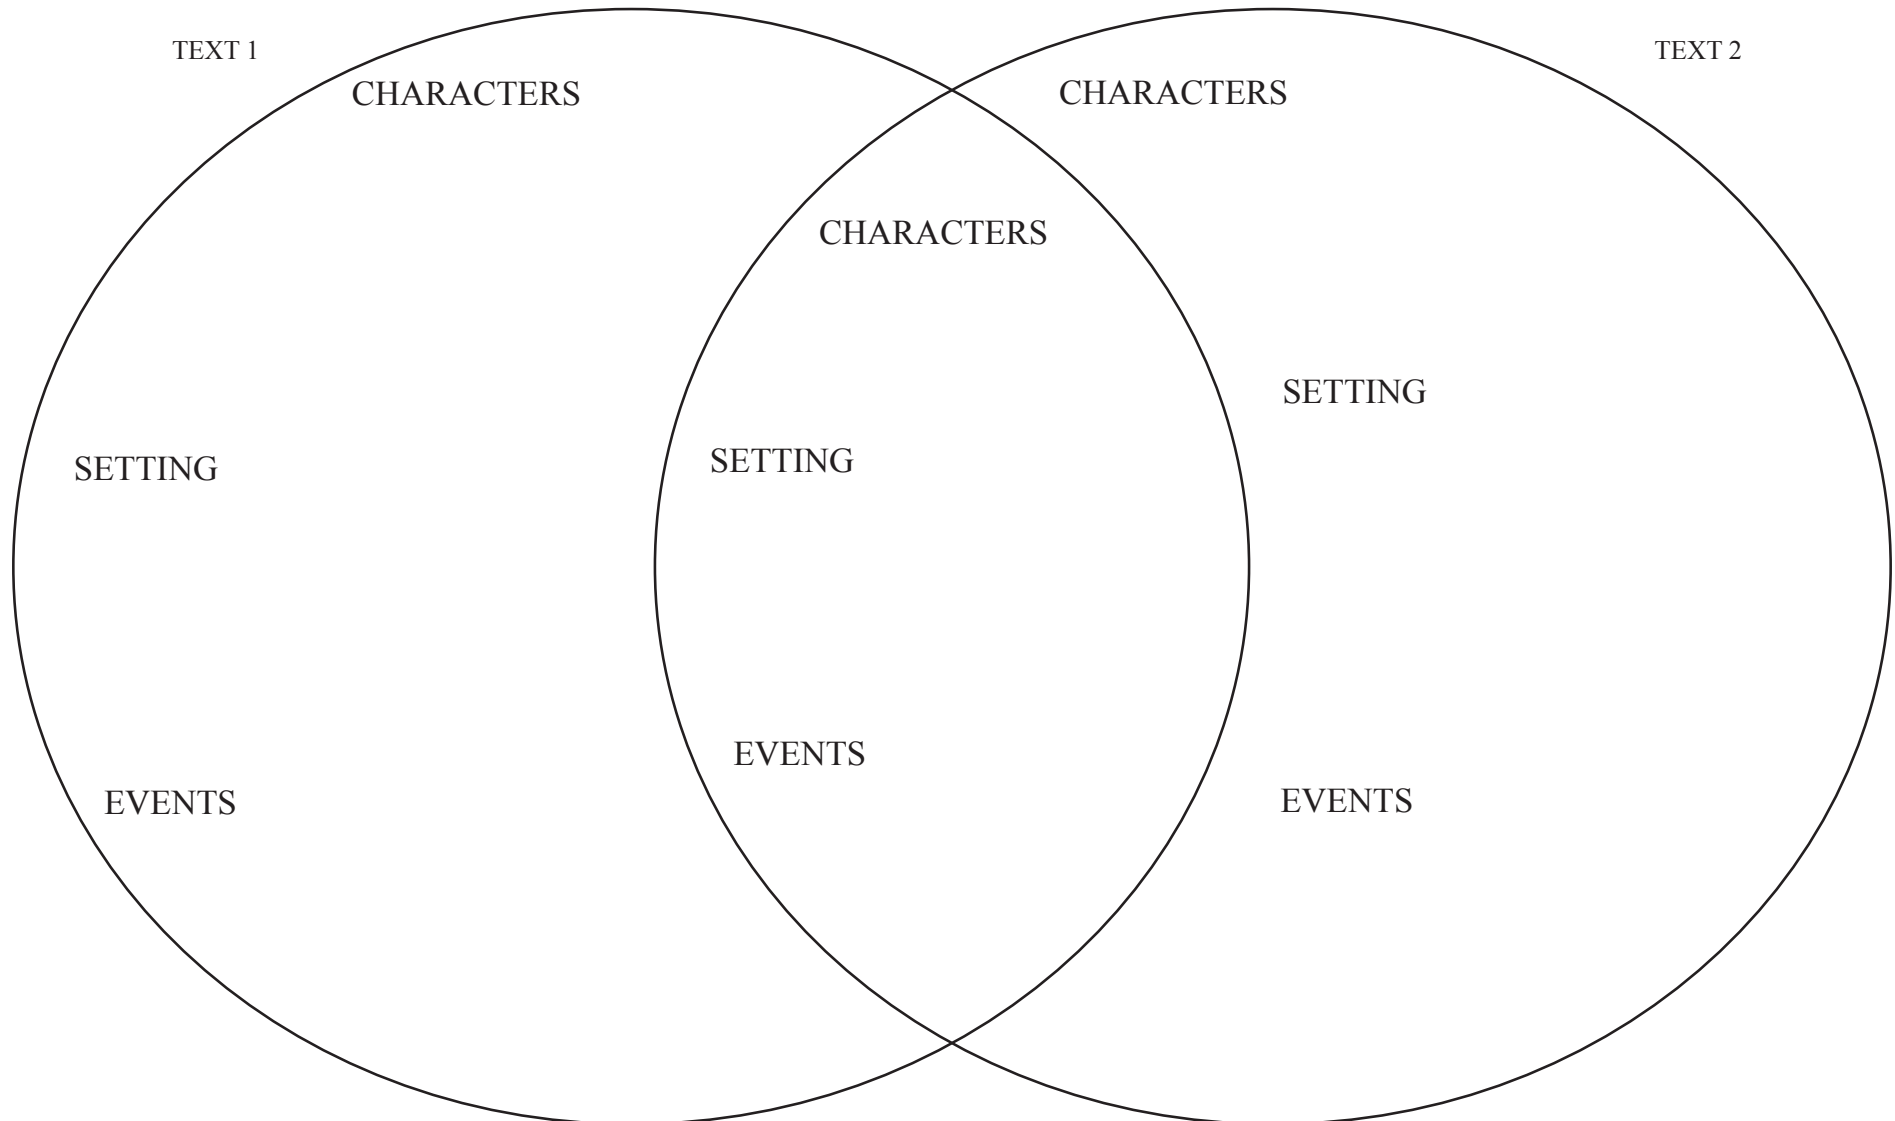 TEXT 1
TEXT 2
CHARACTERS
CHARACTERS
CHARACTERS
SETTING
SETTING
SETTING
EVENTS
EVENTS
EVENTS